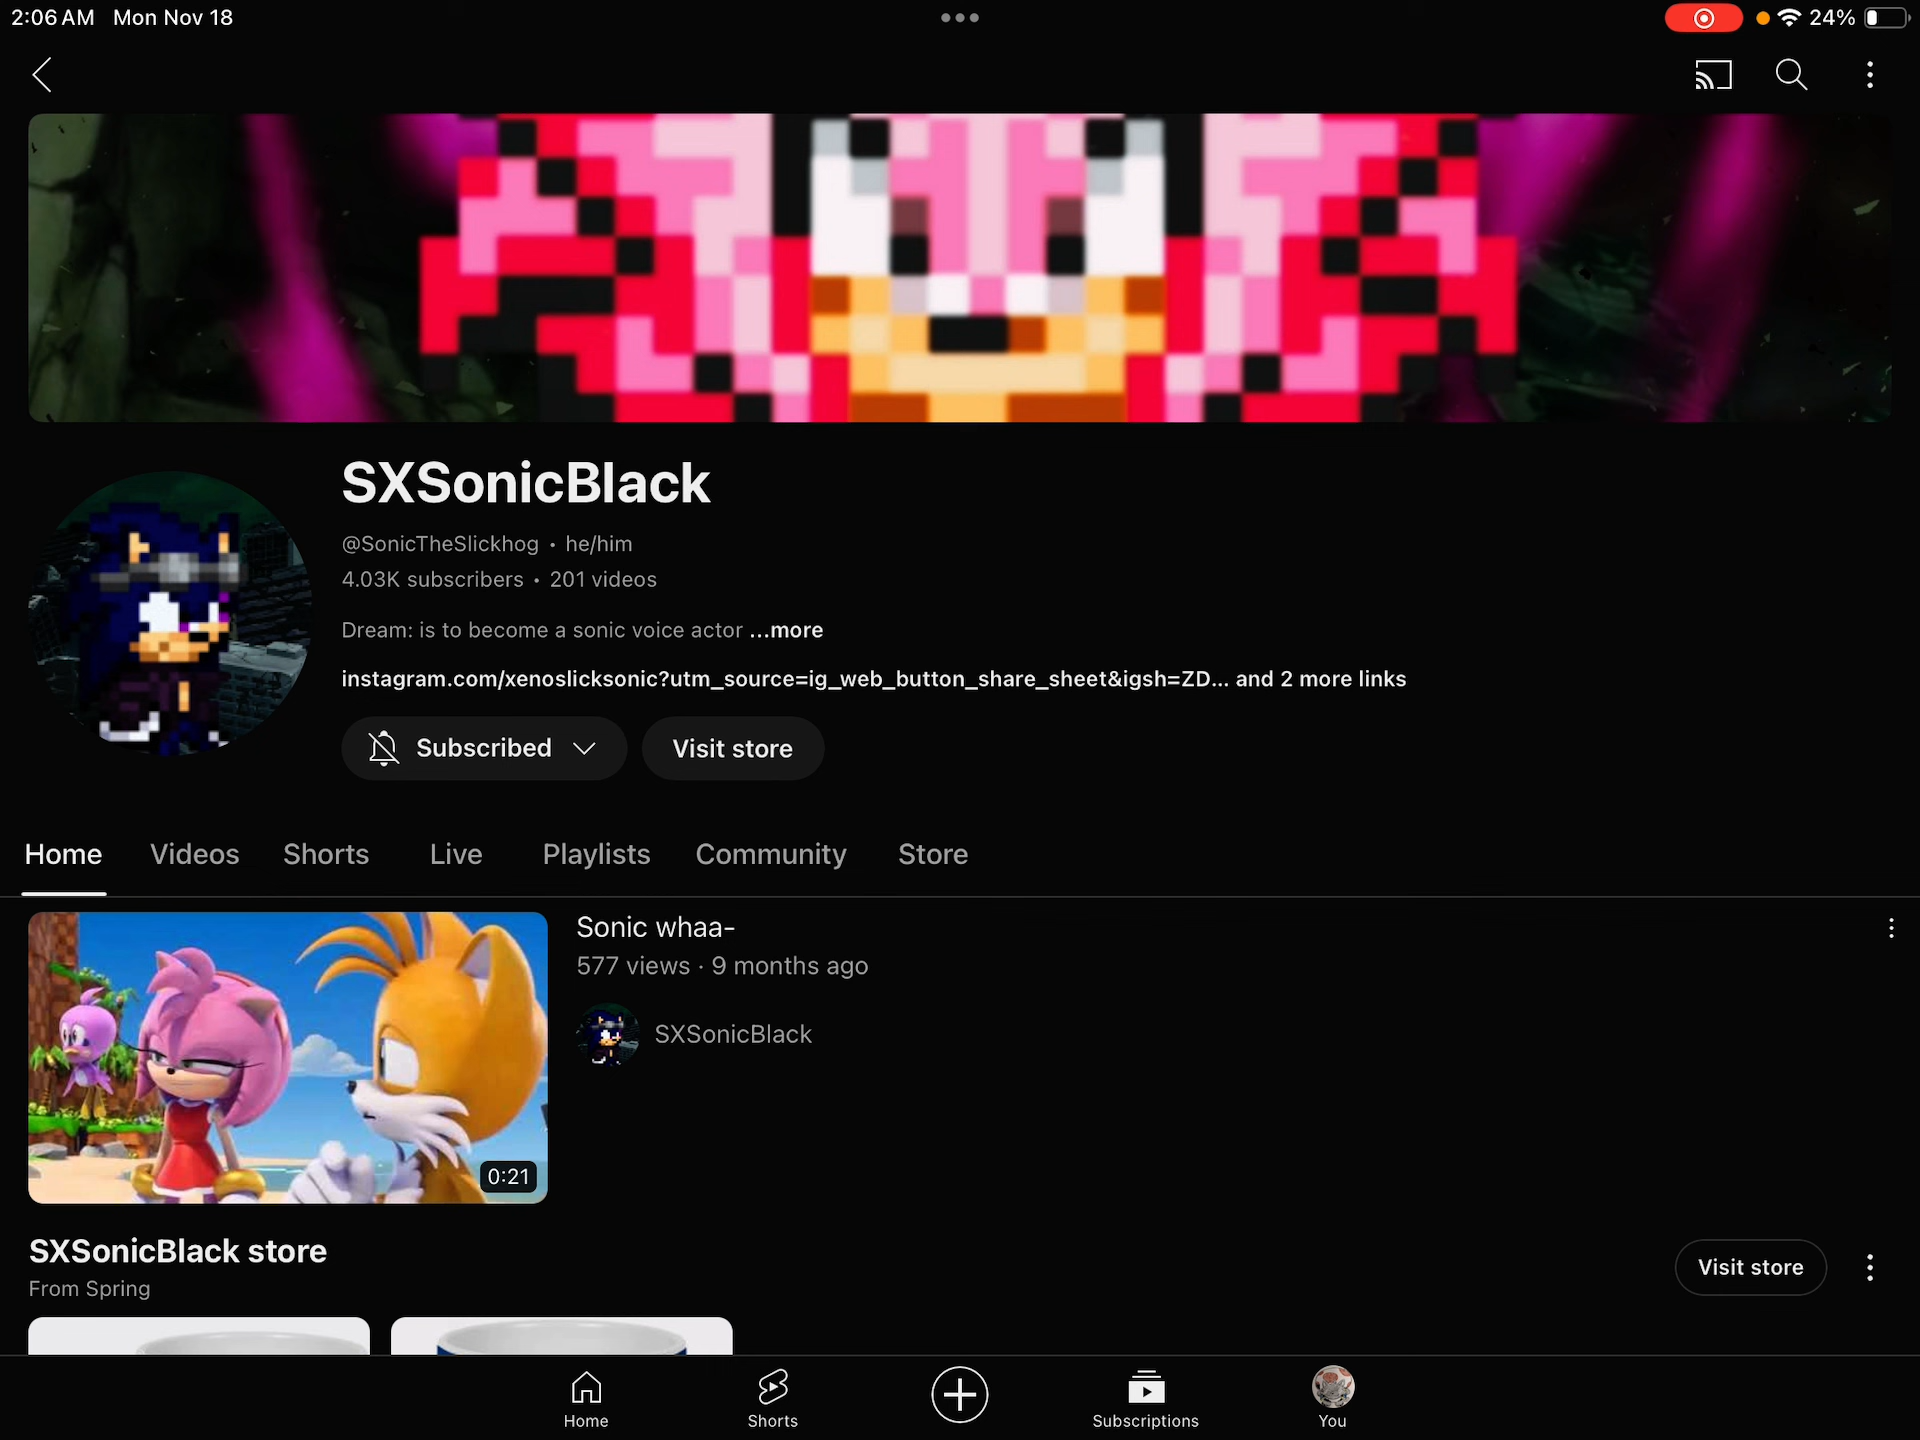 2:06 AM Mon Nov 18
24%
SXSonicBlack
@SonicTheSlickhog • he/him
4.03K subscribers • 201 videos
Dream: is to become a sonic voice actor ...more
instagram.com/xenoslicksonic?utm_source=ig_web_button_share_sheet&igsh=ZD... and 2 more links
Subscribed
Visit store
Home Videos Shorts Live Playlists Community Store
Sonic whaa-
577 views · 9 months ago
SXSonicBlack
0:21
SXSonicBlack store
From Spring
Visit store
Home Shorts Subscriptions You